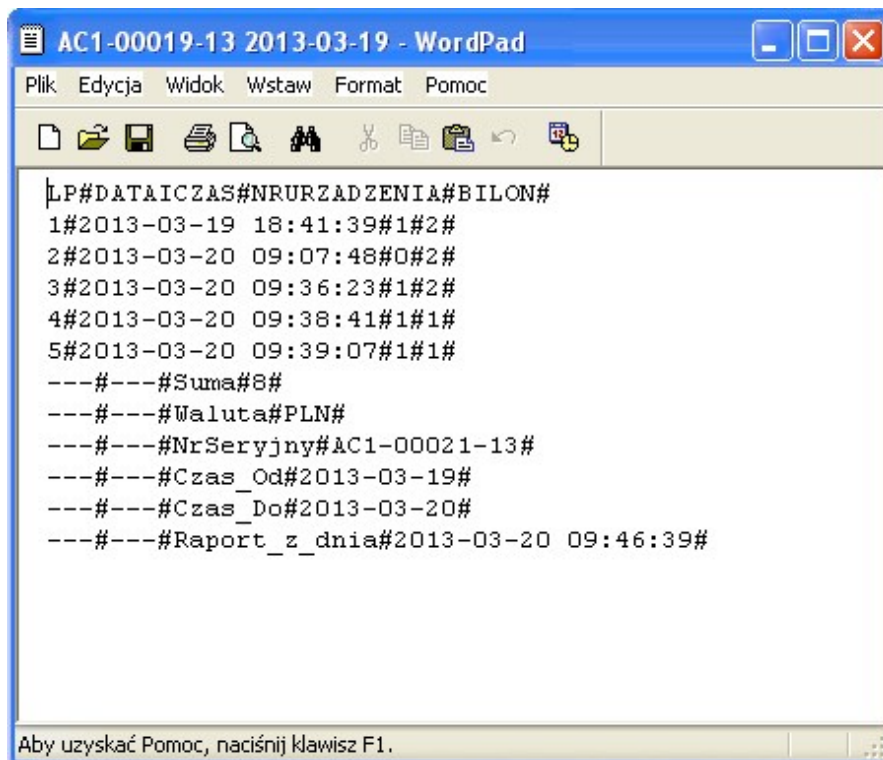 AC1-00019-13 2013-03-19 - WordPad
Plik Edycja Widok Wstaw Format Pomoc
LP#DATAICZAS#NRURZADZENIA#BILON#
1#2013-03-19 18:41:39#1#2#
2#2013-03-20 09:07:48#0#2#
3#2013-03-20 09:36:23#1#2#
4#2013-03-20 09:38:41#1#1#
5#2013-03-20 09:39:07#1#1#
---#---#Suma#8#
---#---#Waluta#PLN#
---#---#NrSeryjny#AC1-00021-13#
---#---#Czas_Od#2013-03-19#
---#---#Czas_Do#2013-03-20#
---#---#Raport_z_dnia#2013-03-20 09:46:39#
Aby uzyskać Pomoc, naciśnij klawisz F1.